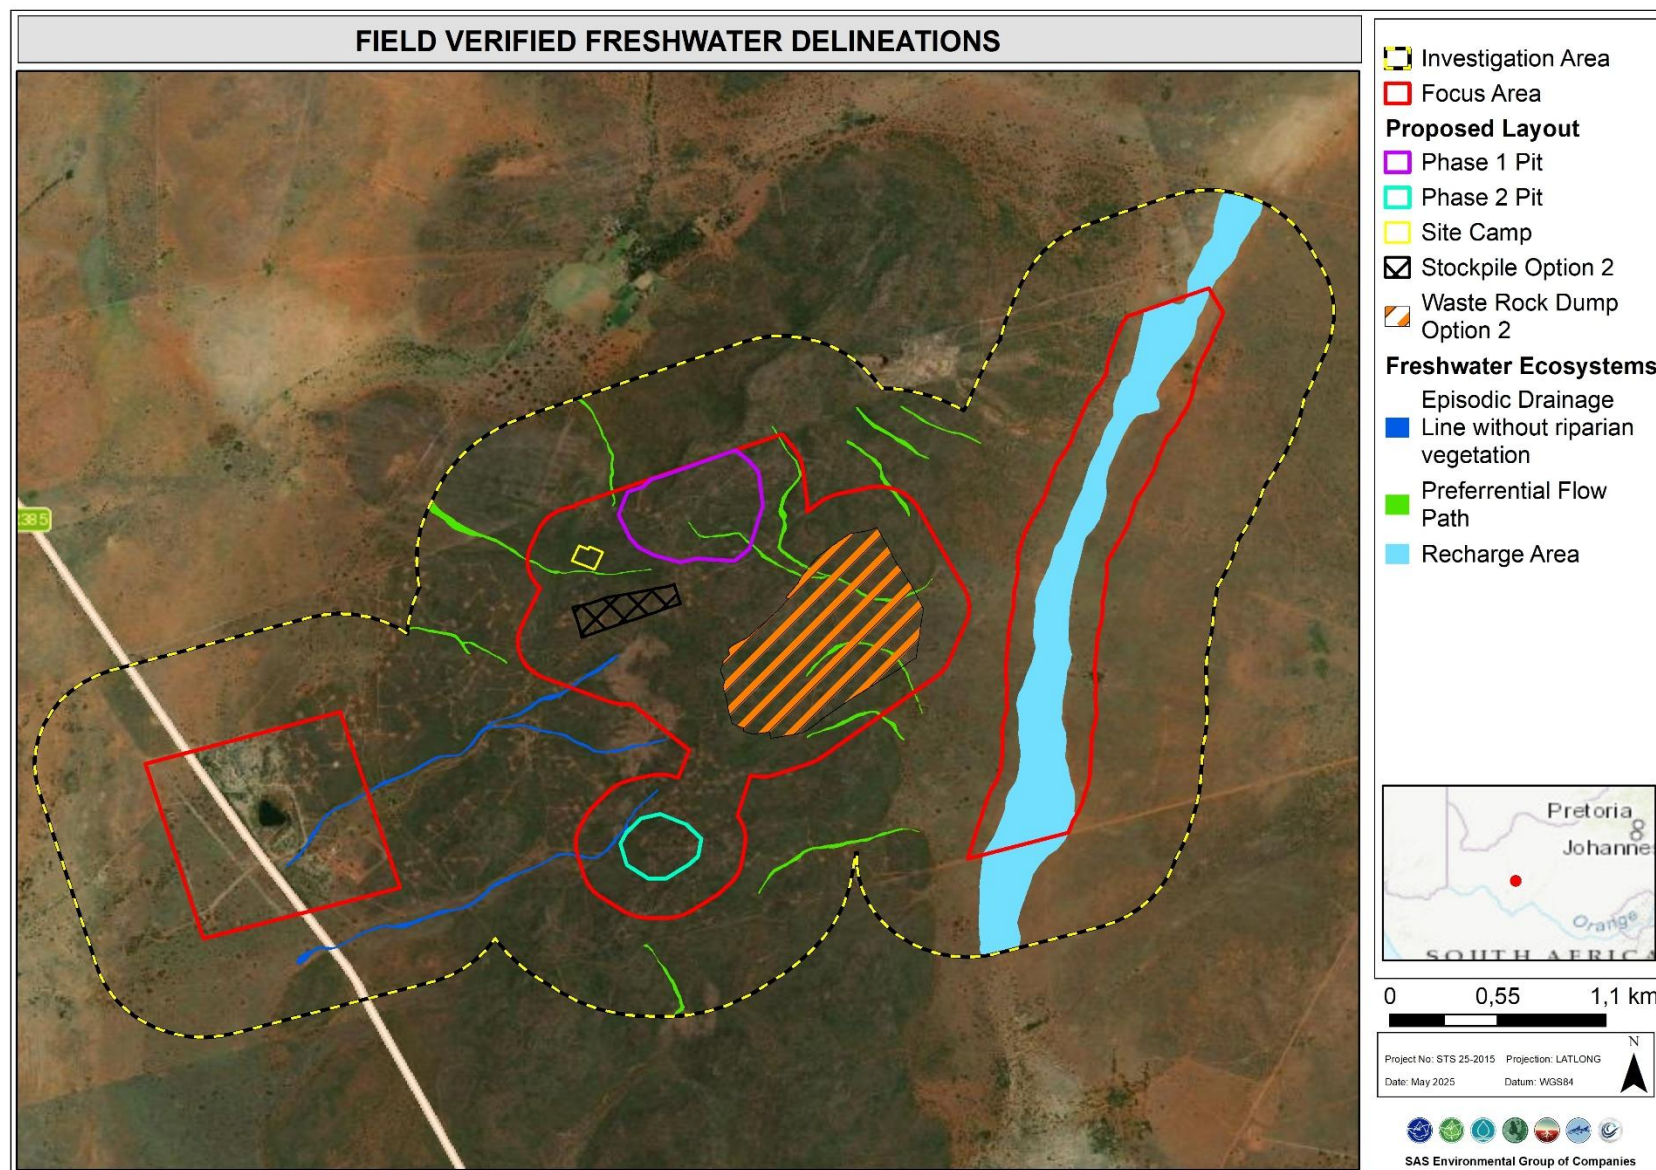 FIELD VERIFIED FRESHWATER DELINEATIONS
385
Investigation Area
Focus Area
Proposed Layout
Phase 1 Pit
Phase 2 Pit
Site Camp
Stockpile Option 2
Waste Rock Dump
Option 2
Freshwater Ecosystems
Episodic Drainage
Line without riparian
vegetation
Preferrential Flow
Path
Recharge Area
Pretoria
Johanne
Orange
SOUTH AFRICA
0 0,55 1,1 km
Project No: STS 25-2015 Projection: LATLONG
Date: May 2025 Datum: WGS84
N
SAS Environmental Group of Companies